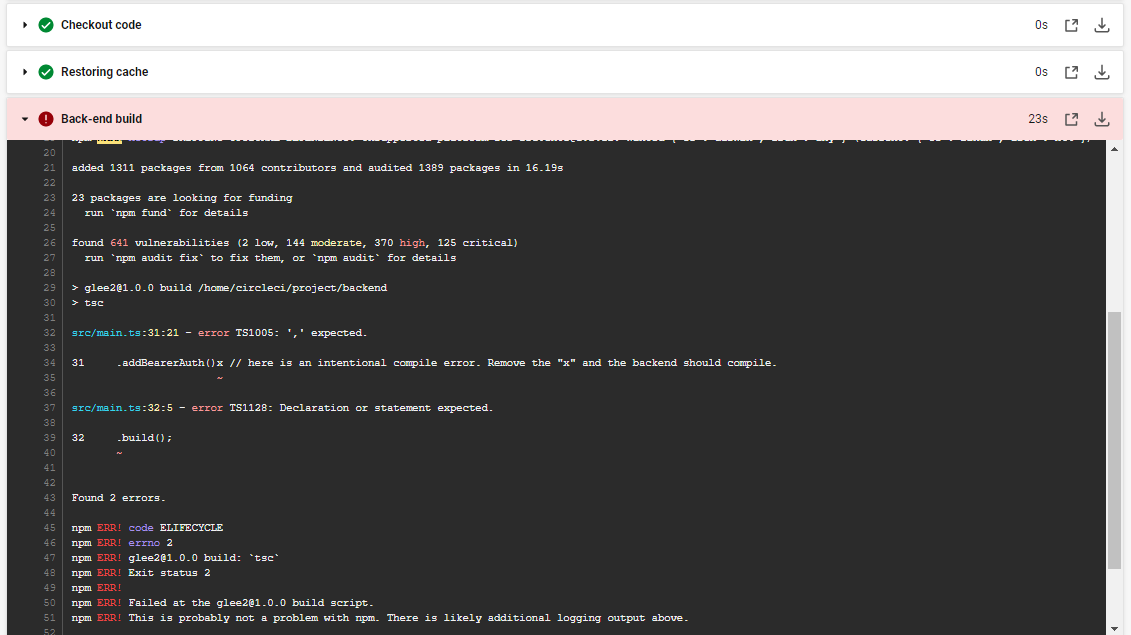 Checkout code 0s
Restoring cache 0s
Back-end build 23s
20
21 added 1311 packages from 1064 contributors and audited 1389 packages in 16.19s
22
23 23 packages are looking for funding
24 run `npm fund` for details
25
26 found 641 vulnerabilities (2 low, 144 moderate, 370 high, 125 critical)
27 run `npm audit fix` to fix them, or `npm audit` for details
28
29 > glee2@1.0.0 build /home/circleci/project/backend
30 > tsc
31
32 src/main.ts:31:21 - error TS1005: ',' expected.
33
34 31 .addBearerAuth()x // here is an intentional compile error. Remove the "x" and the backend should compile.
35 ~
36
37 src/main.ts:32:5 - error TS1128: Declaration or statement expected.
38
39 32 .build();
40 ~
41
42
43 Found 2 errors.
44
45 npm ERR! code ELIFECYCLE
46 npm ERR! errno 2
47 npm ERR! glee2@1.0.0 build: `tsc`
48 npm ERR! Exit status 2
49 npm ERR!
50 npm ERR! Failed at the glee2@1.0.0 build script.
51 npm ERR! This is probably not a problem with npm. There is likely additional logging output above.
52